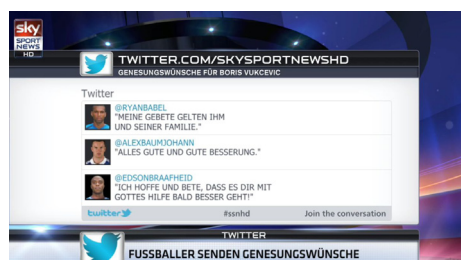 sky
SPORT
NEWS
HD
TWITTER.COM/SKYSPORTNEWSHD
GENESUNGSWÜNSCHE FÜR BORIS VUKCEVIC
Twitter
@RYANBABEL
"MEINE GEBETE GELTEN IHM
UND SEINER FAMILIE."
@ALEXBAUMJOHANN
"ALLES GUTE UND GUTE BESSERUNG."
@EDSONBRAAFHEID
"ICH HOFFE UND BETE, DASS ES DIR MIT
GOTTES HILFE BALD BESSER GEHT!"
twitter #ssnhd Join the conversation
TWITTER
FUSSBALLER SENDEN GENESUNGSWÜNSCHE